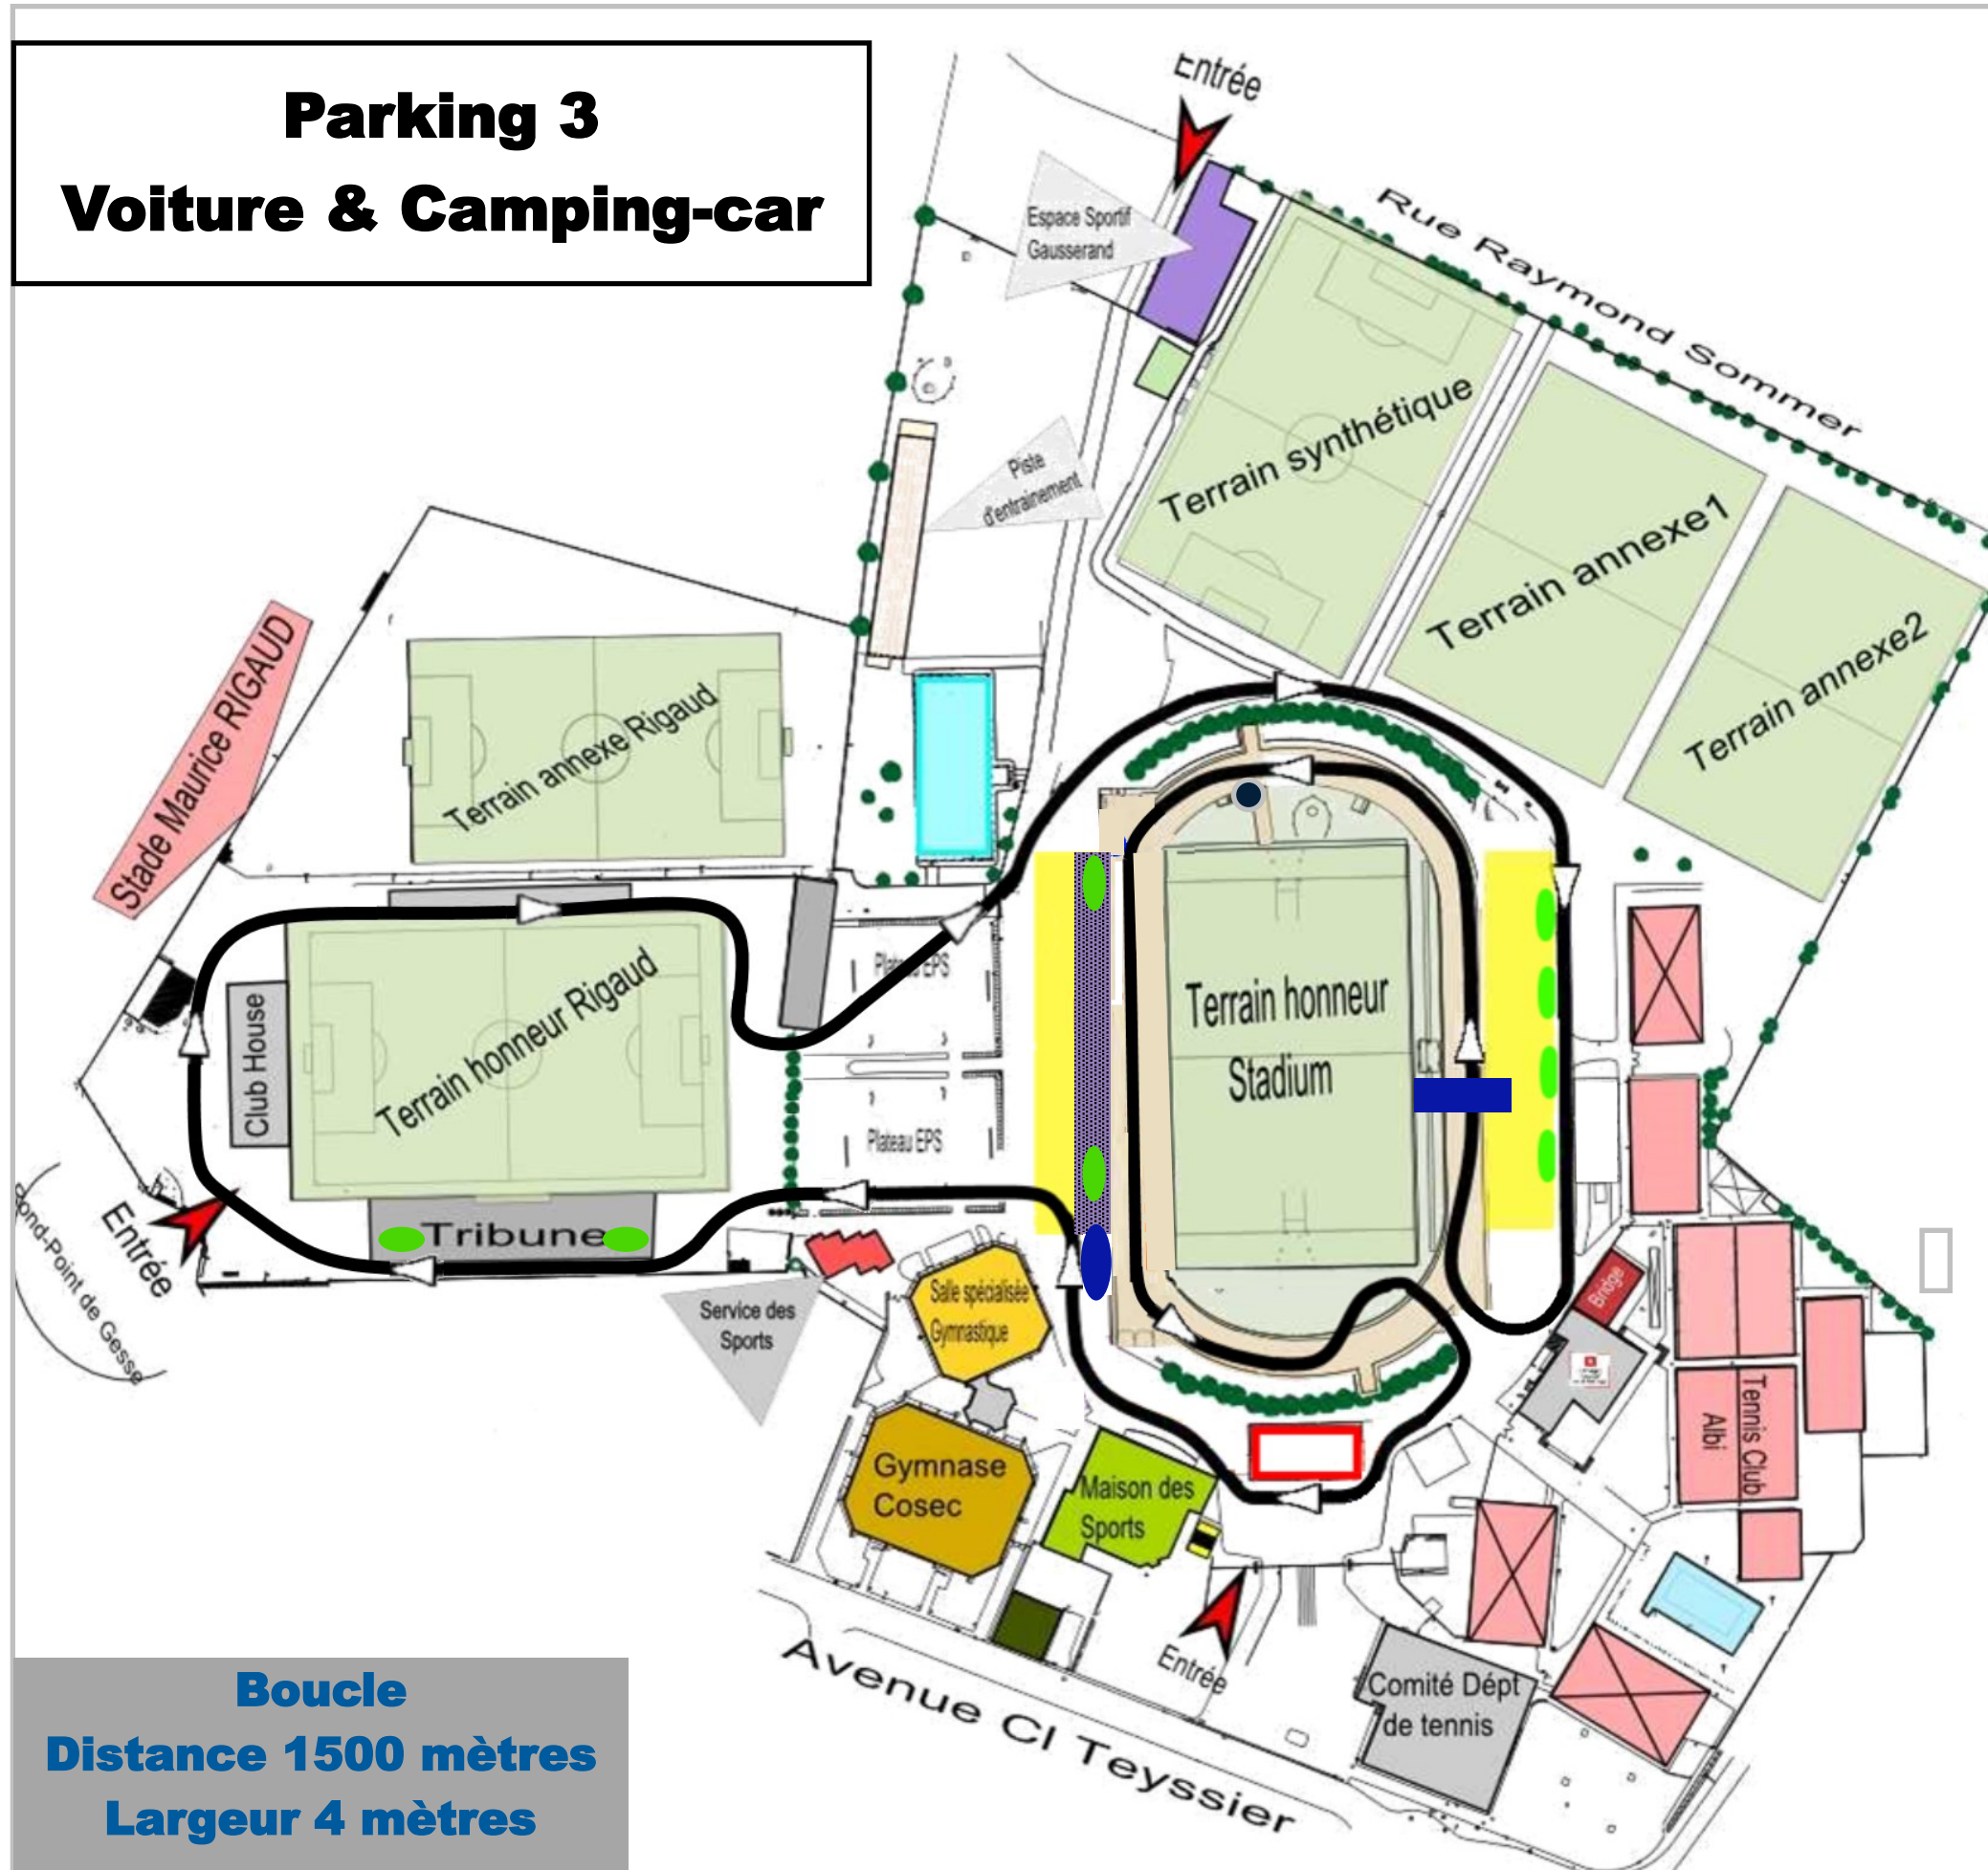 Parking 3
Voiture & Camping-car
Entrée
Rue Raymond Sommer
Espace Sportif
Gausserand
Terrain synthétique
Piste
d'entrainement
Terrain annexe1
Terrain annexe2
Stade Maurice RIGAUD
Terrain annexe Rigaud
Plateau EPS
Terrain honneur
Stadium
Club House
Terrain honneur Rigaud
Plateau EPS
Entrée
Rond-Point de Gesse
Tribune
Service des
Sports
Salle spécialisée
Gymnastique
Bridge
Gymnase
Cosec
Maison des
Sports
Tennis Club
Albi
Entrée
Avenue Cl Teyssier
Comité Dépt
de tennis
Boucle
Distance 1500 mètres
Largeur 4 mètres